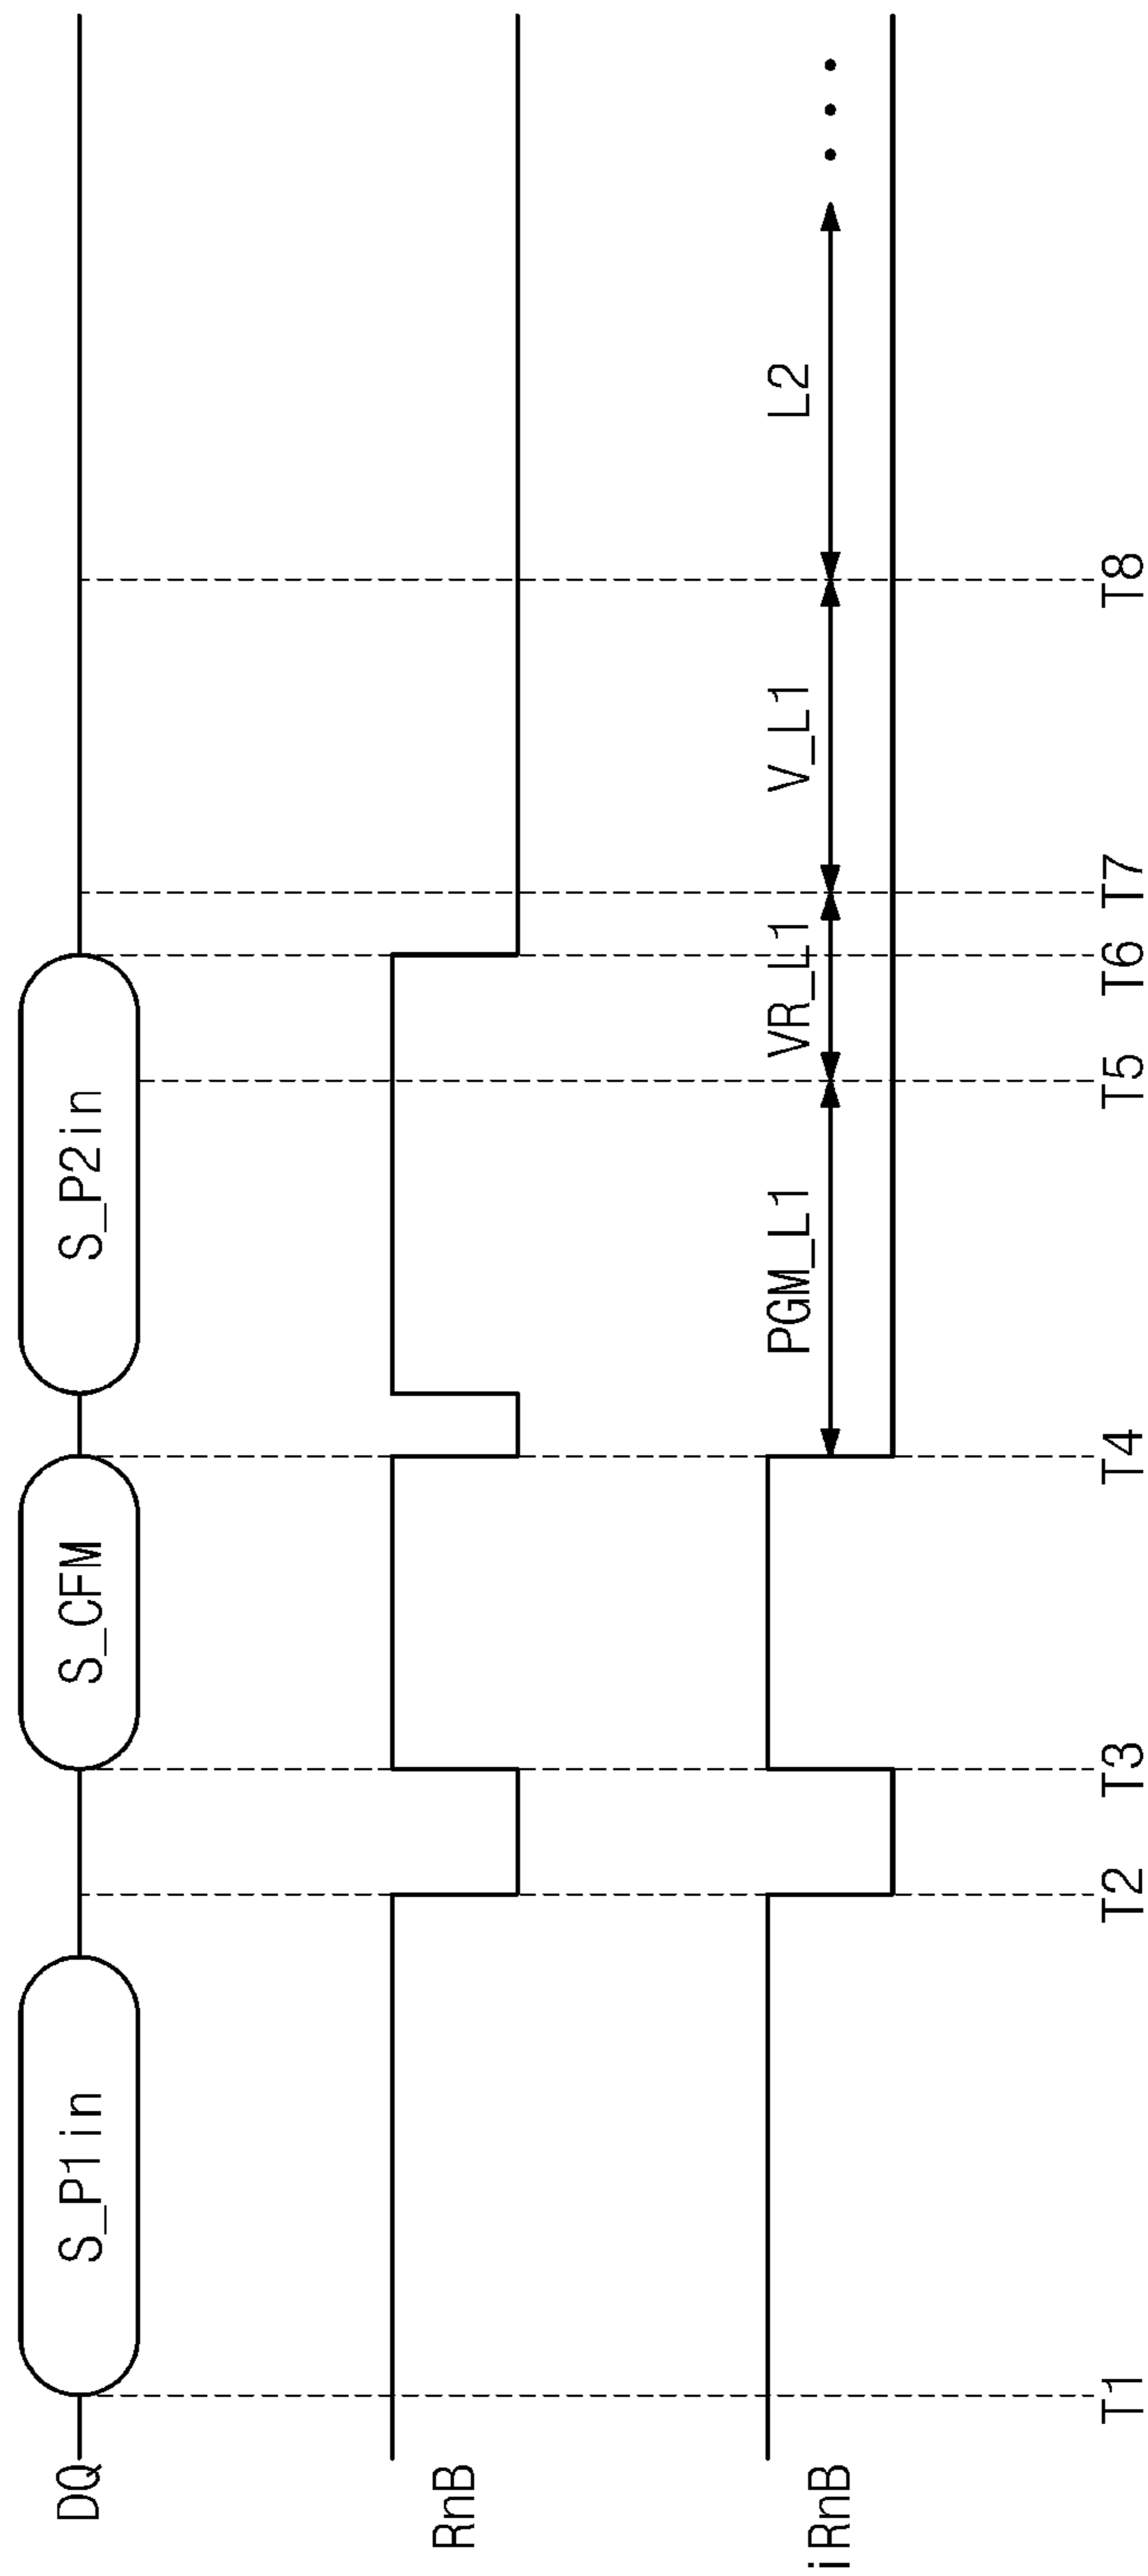 DQ S_P1in S_CFM S_P2in
RnB
iRnB PGM_L1 VR_L1 V_L1 L2
T1 T2 T3 T4 T5 T6 T7 T8